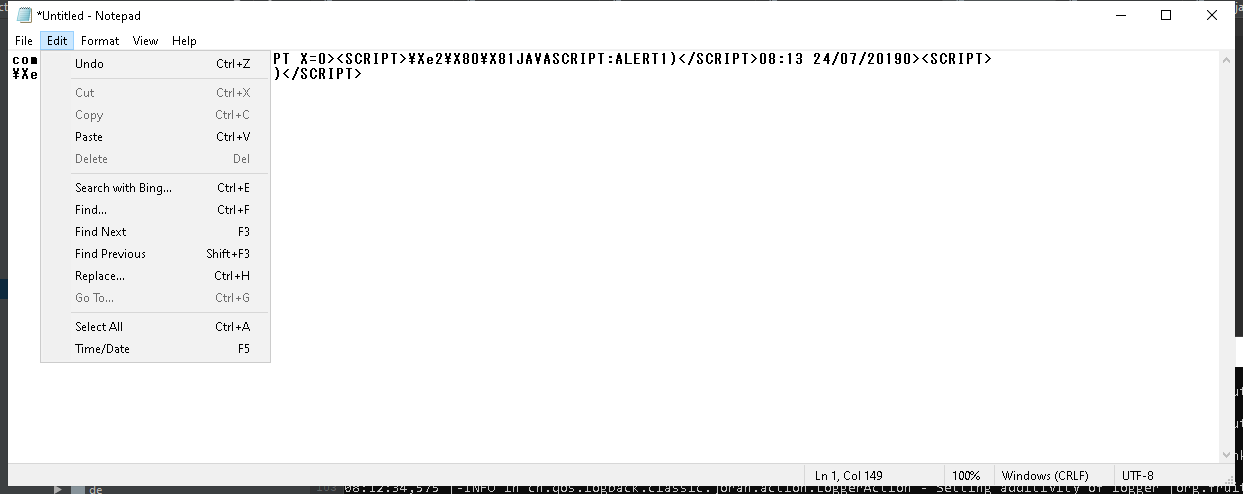 *Untitled - Notepad
File Edit Format View Help
com PT X=0><SCRIPT>¥Xe2¥X80¥X81JAVASCRIPT:ALERT1)</SCRIPT>08:13 24/07/20190><SCRIPT>
¥Xe )</SCRIPT>
Undo Ctrl+Z
Cut Ctrl+X
Copy Ctrl+C
Paste Ctrl+V
Delete Del
Search with Bing... Ctrl+E
Find... Ctrl+F
Find Next F3
Find Previous Shift+F3
Replace... Ctrl+H
Go To... Ctrl+G
Select All Ctrl+A
Time/Date F5
Ln 1, Col 149 100% Windows (CRLF) UTF-8
de 08:12:34,575 |-INFO in ch.qos.logback.classic.joran.action.LoggerAction - Setting additivity of logger